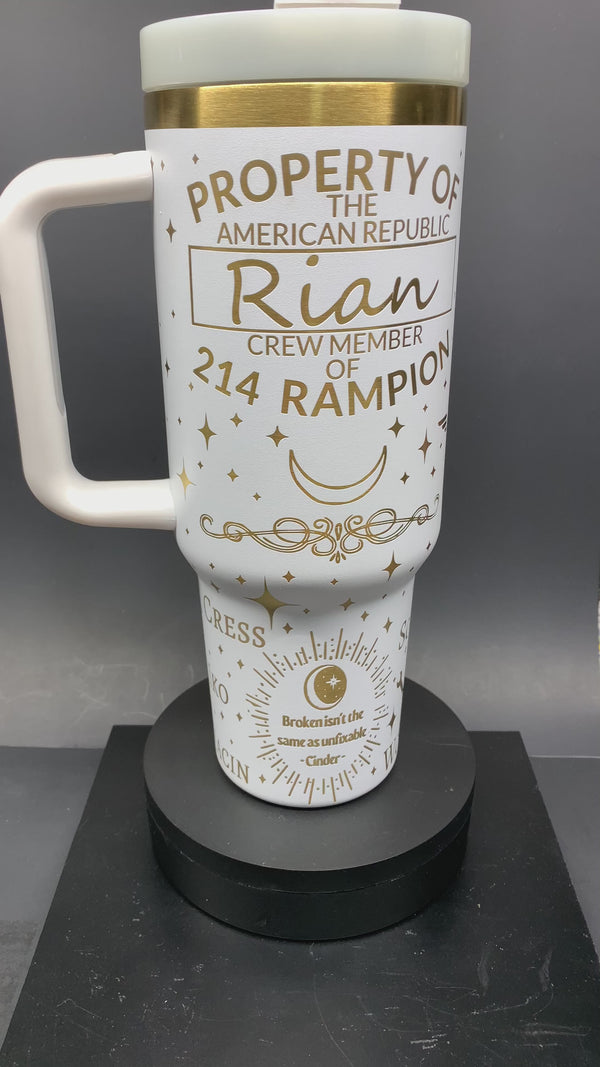 PROPERTY OF
THE
AMERICAN REPUBLIC
Rian
CREW MEMBER
OF
214 RAMPION
CRESS
Broken isn't the
same as unfixable
- Cinder -